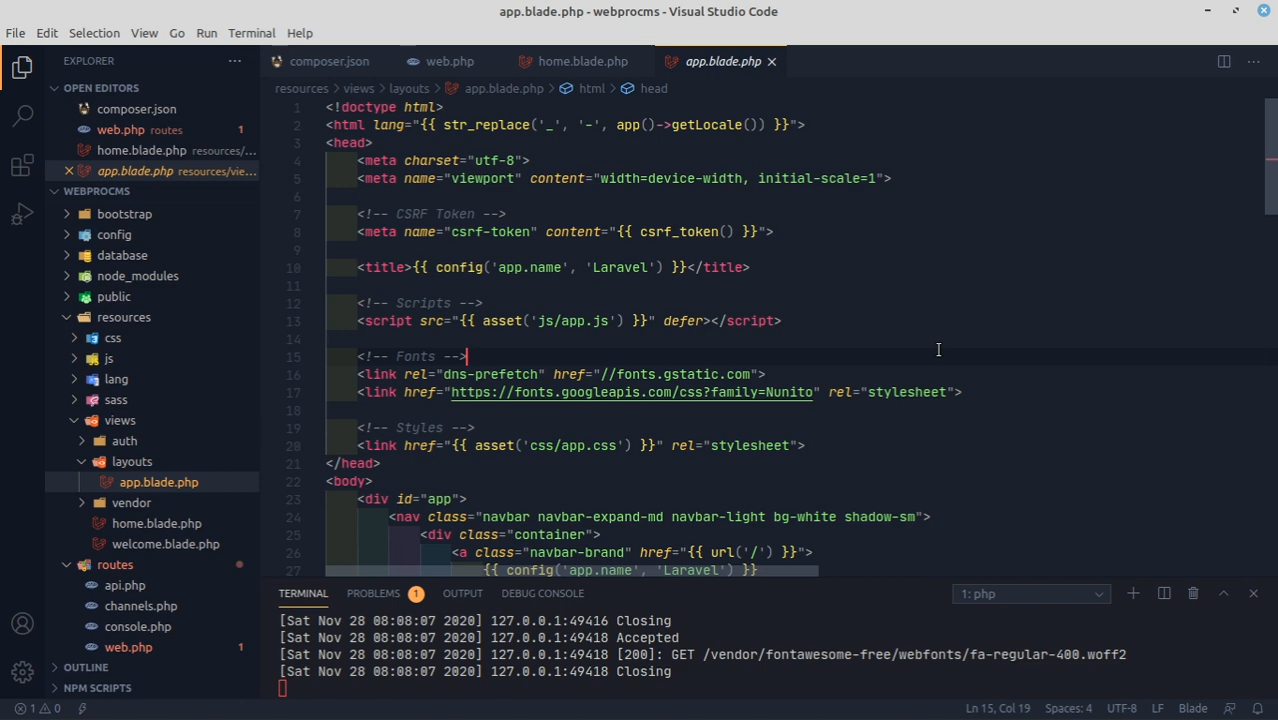 app.blade.php - webprocms - Visual Studio Code
File Edit Selection View Go Run Terminal Help
EXPLORER
OPEN EDITORS
composer.json
web.php routes 1
home.blade.php resources/...
app.blade.php resources/vie...
WEBPROCMS
bootstrap
config
database
node_modules
public
resources
css
js
lang
sass
views
auth
layouts
app.blade.php
vendor
home.blade.php
welcome.blade.php
routes
api.php
channels.php
console.php
web.php 1
OUTLINE
NPM SCRIPTS
composer.json web.php home.blade.php app.blade.php
resources > views > layouts > app.blade.php > html > head
1 <!doctype html>
2 <html lang="{{ str_replace('_', '-', app()->getLocale()) }}">
3 <head>
4 <meta charset="utf-8">
5 <meta name="viewport" content="width=device-width, initial-scale=1">
6
7 <!-- CSRF Token -->
8 <meta name="csrf-token" content="{{ csrf_token() }}">
9
10 <title>{{ config('app.name', 'Laravel') }}</title>
11
12 <!-- Scripts -->
13 <script src="{{ asset('js/app.js') }}" defer></script>
14
15 <!-- Fonts -->
16 <link rel="dns-prefetch" href="//fonts.gstatic.com">
17 <link href="https://fonts.googleapis.com/css?family=Nunito" rel="stylesheet">
18
19 <!-- Styles -->
20 <link href="{{ asset('css/app.css') }}" rel="stylesheet">
21 </head>
22 <body>
23 <div id="app">
24 <nav class="navbar navbar-expand-md navbar-light bg-white shadow-sm">
25 <div class="container">
26 <a class="navbar-brand" href="{{ url('/') }}">
27 {{ config('app.name', 'Laravel') }}
TERMINAL PROBLEMS 1 OUTPUT DEBUG CONSOLE 1: php
[Sat Nov 28 08:08:07 2020] 127.0.0.1:49416 Closing
[Sat Nov 28 08:08:07 2020] 127.0.0.1:49418 Accepted
[Sat Nov 28 08:08:07 2020] 127.0.0.1:49418 [200]: GET /vendor/fontawesome-free/webfonts/fa-regular-400.woff2
[Sat Nov 28 08:08:07 2020] 127.0.0.1:49418 Closing
1 0 Ln 15, Col 19 Spaces: 4 UTF-8 LF Blade